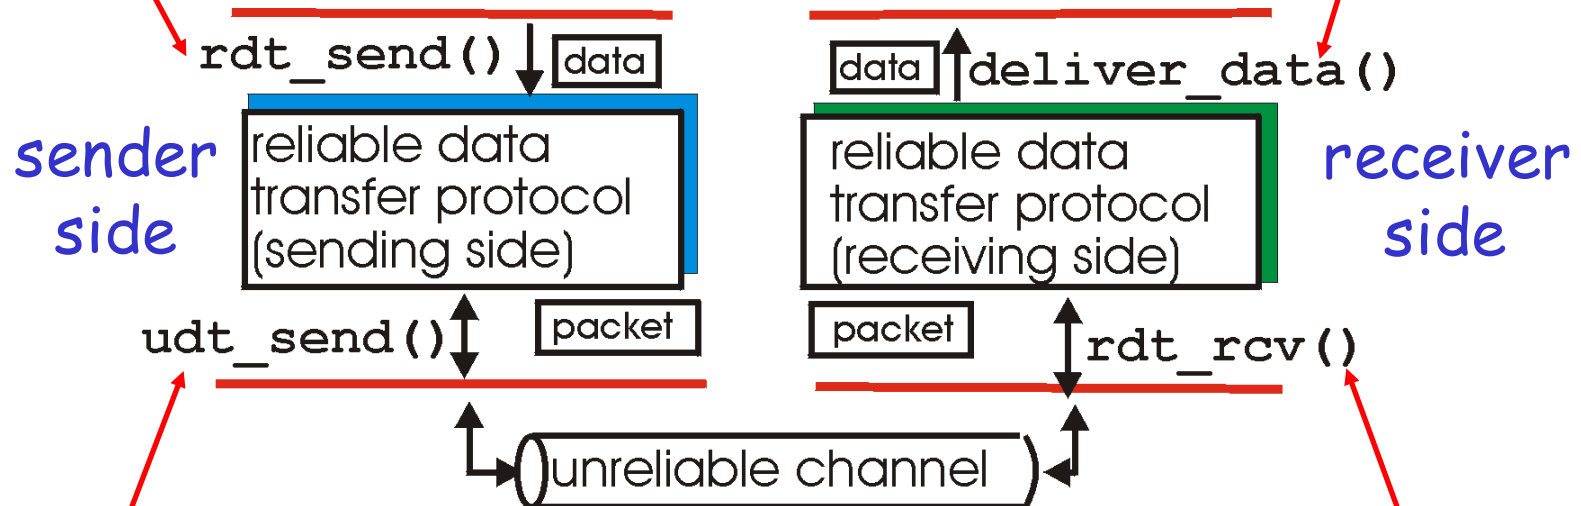 rdt_send()
data
data
deliver_data()
sender
side
reliable data
transfer protocol
(sending side)
reliable data
transfer protocol
(receiving side)
receiver
side
udt_send()
packet
packet
rdt_rcv()
unreliable channel